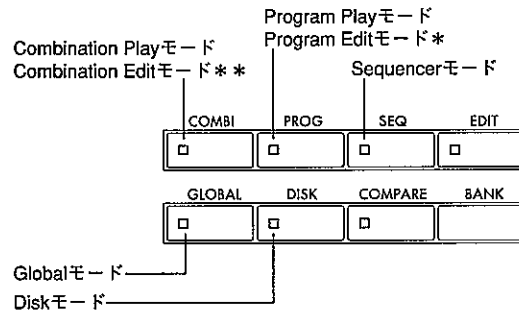 Program Playモード
Program Editモード＊
Combination Playモード
Combination Editモード＊＊
Sequencerモード
COMBI PROG SEQ EDIT
GLOBAL DISK COMPARE BANK
Globalモード
Diskモード